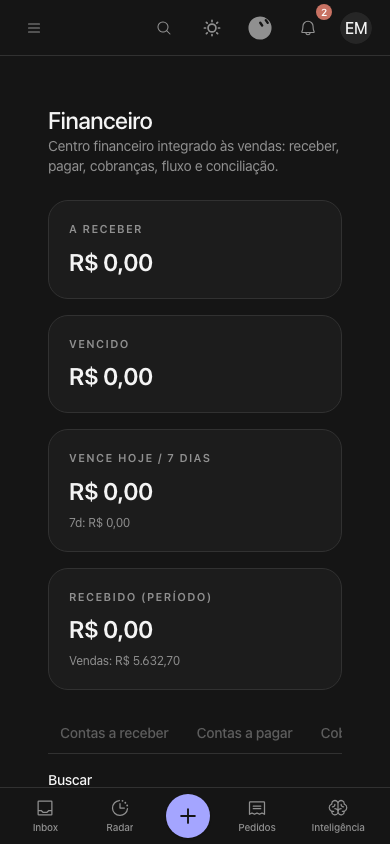 2
EM
Financeiro
Centro financeiro integrado às vendas: receber,
pagar, cobranças, fluxo e conciliação.
A RECEBER
R$ 0,00
VENCIDO
R$ 0,00
VENCE HOJE / 7 DIAS
R$ 0,00
7d: R$ 0,00
RECEBIDO (PERÍODO)
R$ 0,00
Vendas: R$ 5.632,70
Contas a receber Contas a pagar
Buscar
Inbox Radar Pedidos Inteligência